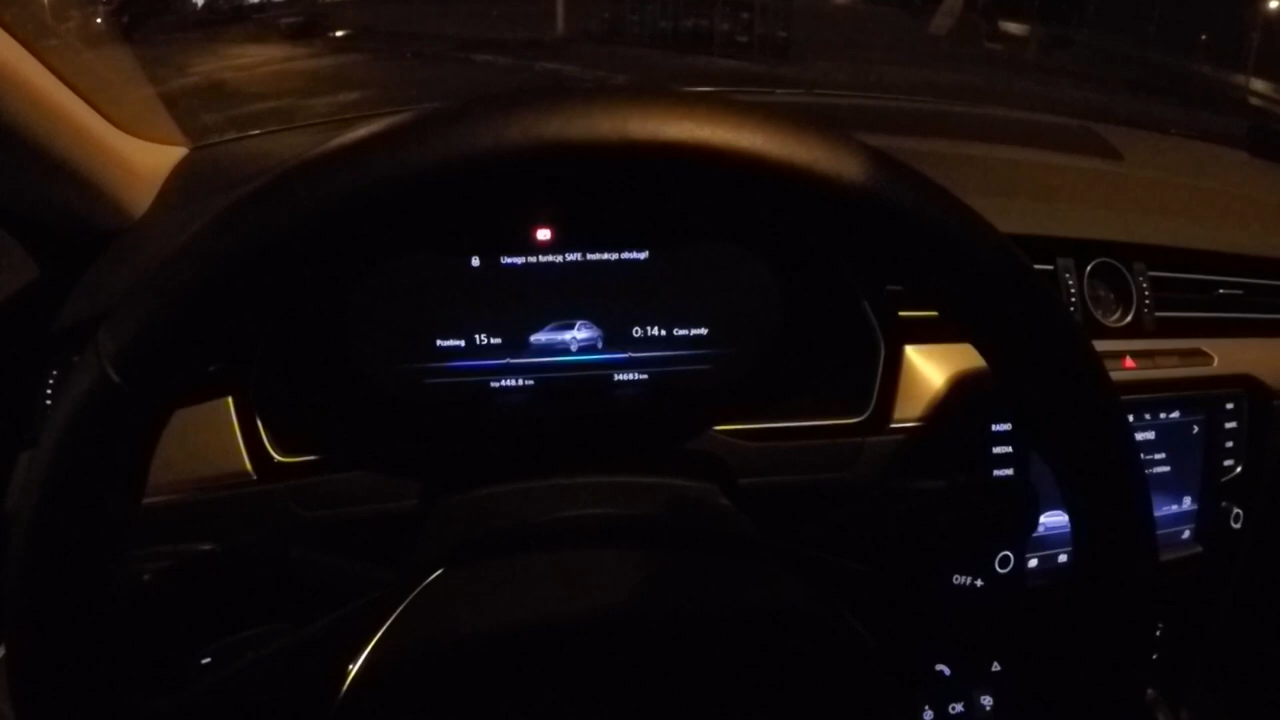 Uwaga na funkcję SAFE. Instrukcja obsługi!
Przebieg 15 km
0:14 h Czas jazdy
trip 448.8 km
34683 km
RADIO
MEDIA
PHONE
OFF
OK